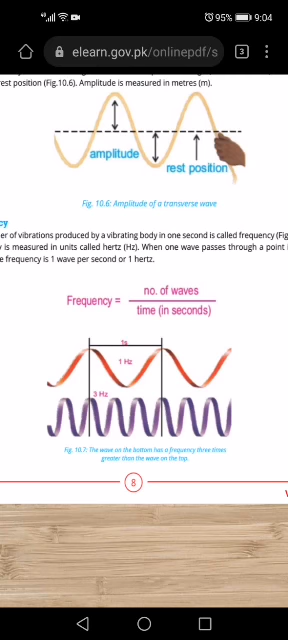 95% 9:04
elearn.gov.pk/onlinepdf/s
3
rest position (Fig.10.6). Amplitude is measured in metres (m).
amplitude
rest position
Fig. 10.6: Amplitude of a transverse wave
cy
er of vibrations produced by a vibrating body in one second is called frequency (Fig
y is measured in units called hertz (Hz). When one wave passes through a point i
e frequency is 1 wave per second or 1 hertz.
Frequency = no. of waves
time (in seconds)
1s
1 Hz
3 Hz
Fig. 10.7: The wave on the bottom has a frequency three times
greater than the wave on the top.
8